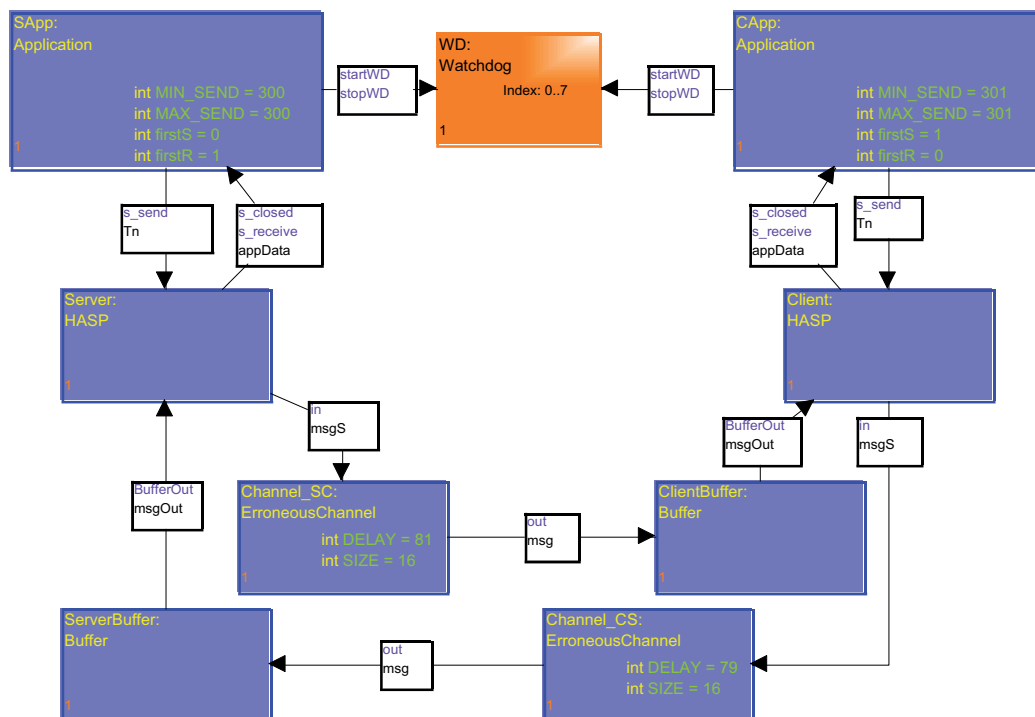 SApp:
Application
int MIN_SEND = 300
int MAX_SEND = 300
int firstS = 0
int firstR = 1
1
startWD
stopWD
WD:
Watchdog
Index: 0..7
1
startWD
stopWD
CApp:
Application
int MIN_SEND = 301
int MAX_SEND = 301
int firstS = 1
int firstR = 0
1
s_send
Tn
s_closed
s_receive
appData
s_closed
s_receive
appData
s_send
Tn
Server:
HASP
1
Client:
HASP
1
in
msgS
BufferOut
msgOut
in
msgS
BufferOut
msgOut
Channel_SC:
ErroneousChannel
int DELAY = 81
int SIZE = 16
1
out
msg
ClientBuffer:
Buffer
1
ServerBuffer:
Buffer
1
out
msg
Channel_CS:
ErroneousChannel
int DELAY = 79
int SIZE = 16
1